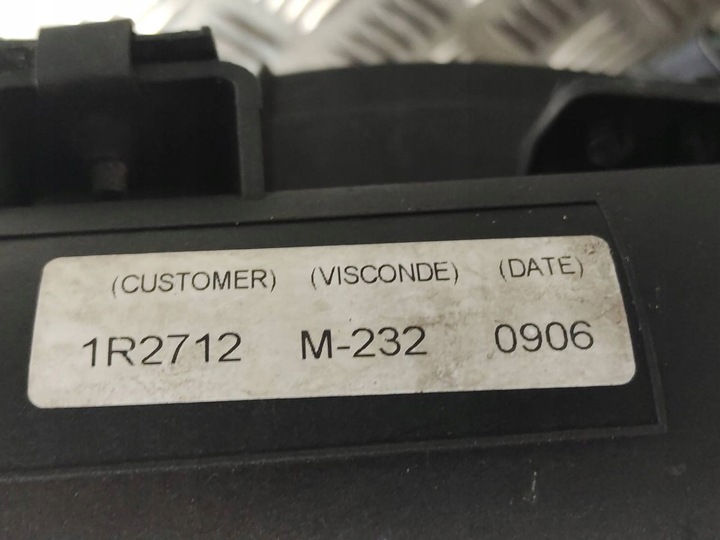 (CUSTOMER) (VISCONDE) (DATE)
1R2712 M-232 0906